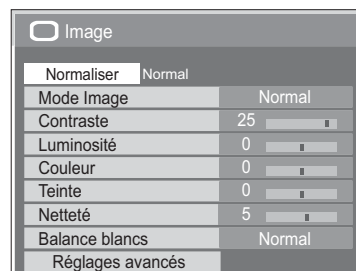 Image
Normaliser Normal
Mode Image Normal
Contraste 25
Luminosité 0
Couleur 0
Teinte 0
Netteté 5
Balance blancs Normal
Réglages avancés